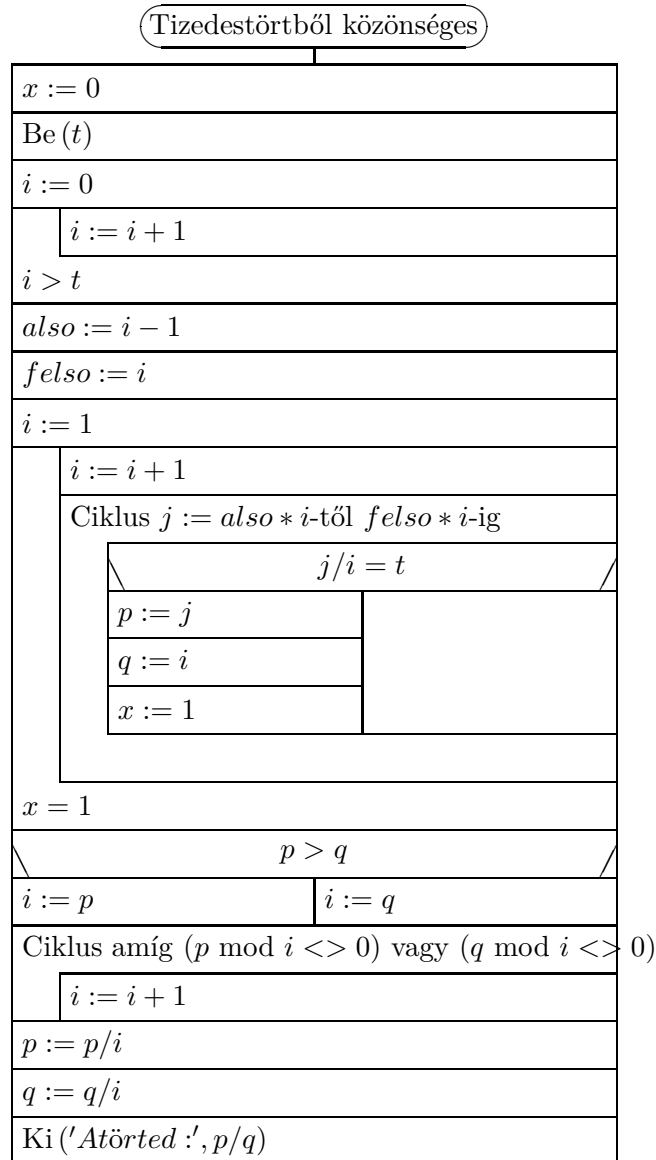 Tizedestörtből közönséges
x := 0
Be (t)
i := 0
i := i + 1
i > t
also := i − 1
felso := i
i := 1
i := i + 1
Ciklus j := also ∗ i-től felso ∗ i-ig
j/i = t
p := j
q := i
x := 1
x = 1
p > q
i := p i := q
Ciklus amíg (p mod i <> 0) vagy (q mod i <> 0)
i := i + 1
p := p/i
q := q/i
Ki ('Atörted :', p/q)